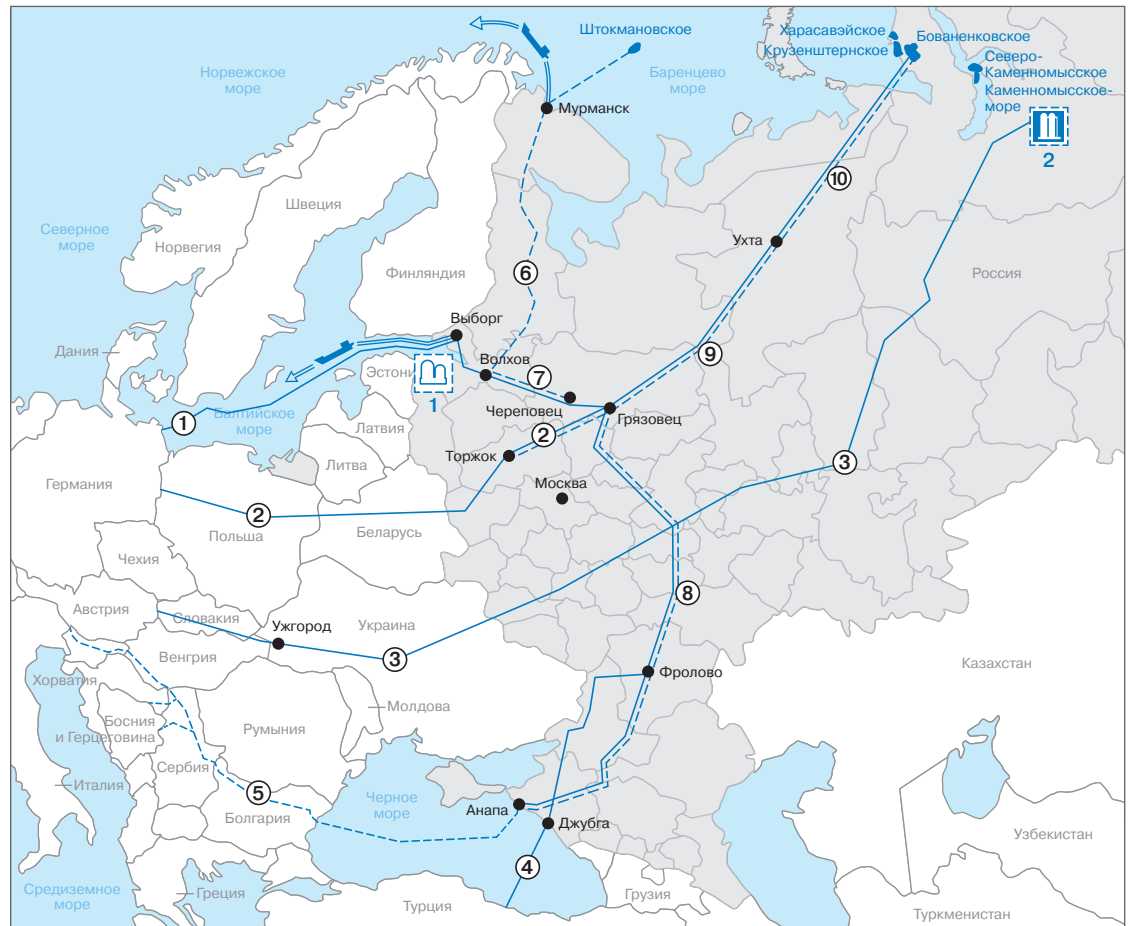 Штокмановское
Харасавэйское
Крузенштернское
Бованенковское
Северо-
Каменномысское
Каменномысское-
море
2
Норвежское
море
Баренцево
море
Мурманск
10
Швеция
Северное
море
Норвегия
Ухта
Россия
Финляндия
6
Выборг
Дания
Волхов
9
Эстони
7
1
Череповец
Грязовец
1
Балтийское
море
Латвия
2
Торжок
3
Литва
Германия
Москва
2
Польша
Беларусь
Чехия
8
Австрия
Словакия
Ужгород
Украина
Венгрия
3
Казахстан
Фролово
Хорватия
Молдова
Босния
и Герцеговина
Румыния
Сербия
Италия
5
Черное
море
Анапа
Болгария
Джубга
Узбекистан
4
Средиземное
море
Греция
Турция
Грузия
Туркменистан